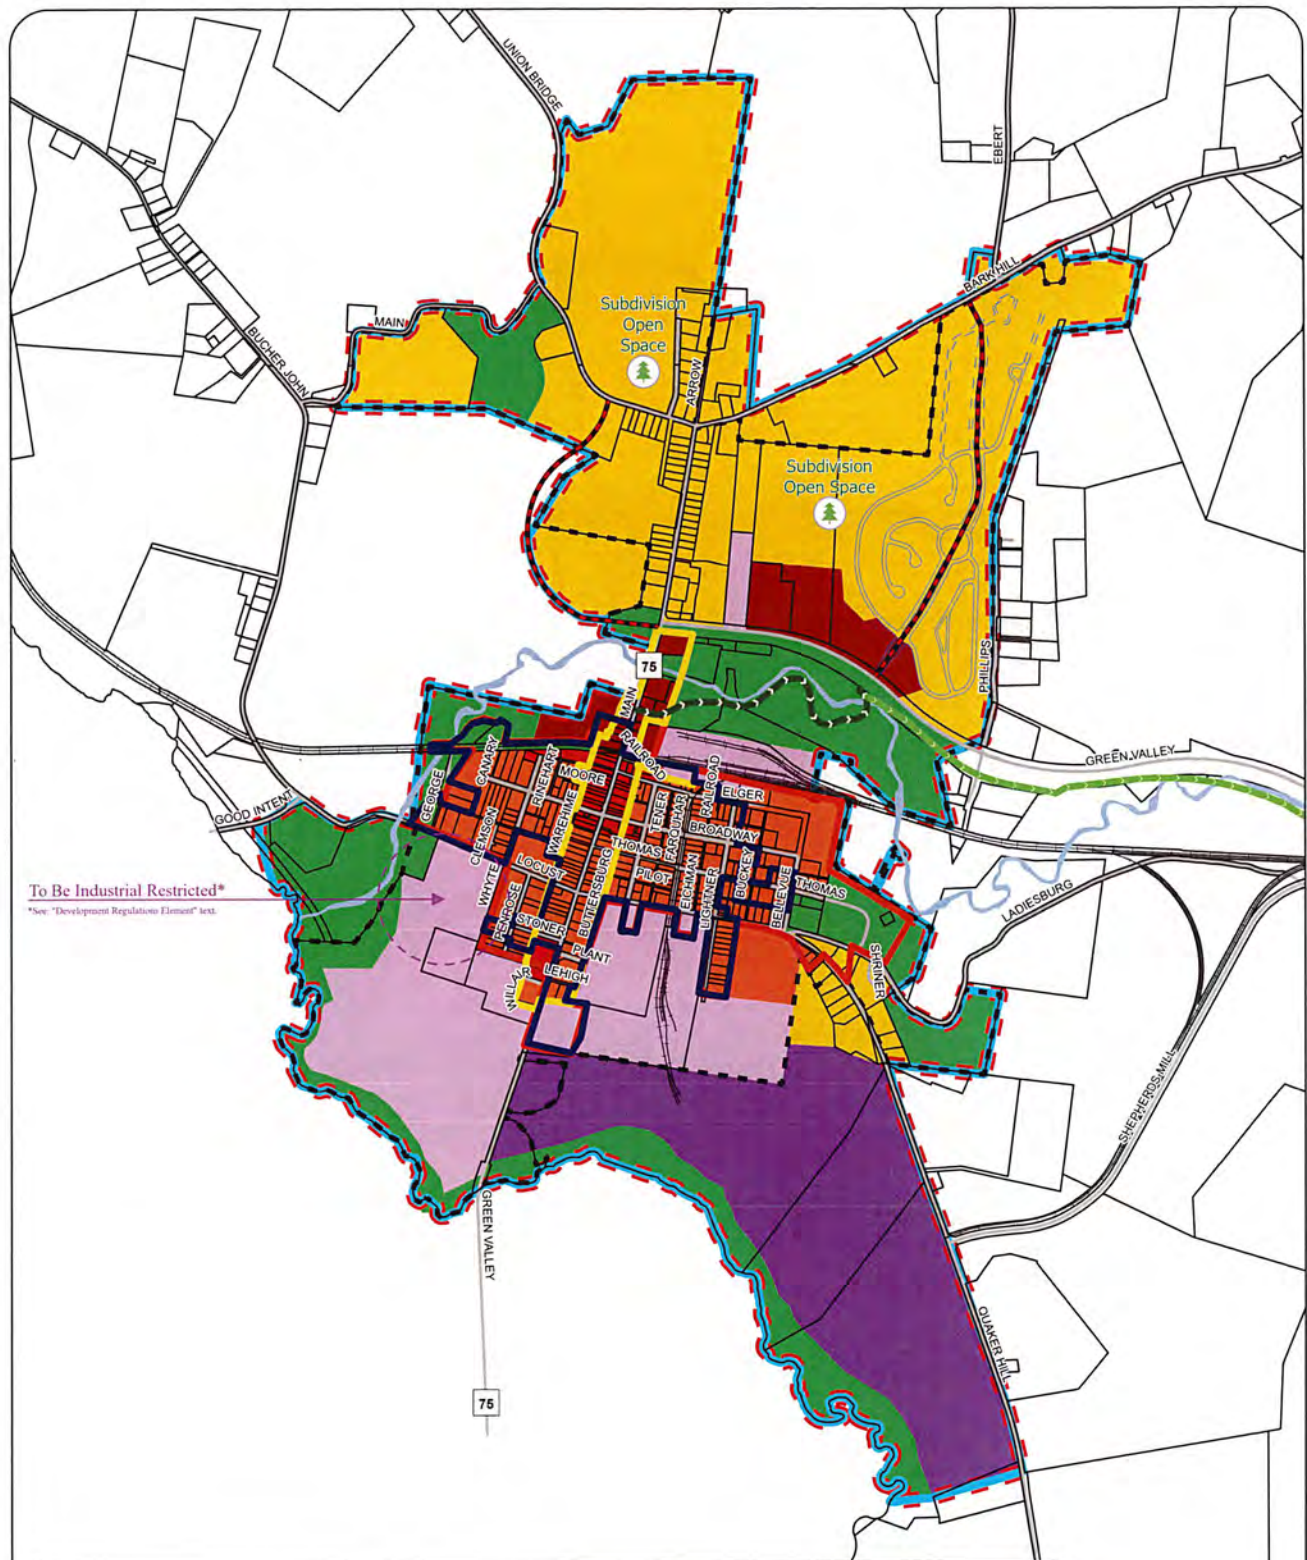 UNION BRIDGE
EBERT
BARK HILL
Subdivision
Open
Space
MAIN
BUCHER JOHN
ARROW
Subdivision
Open Space
PHILLIPS
75
MAIN
GREEN VALLEY
RAILROAD
CANARY
RINEHART
MOORE
RAILROAD
GEORGE
ELGER
GOOD INTENT
WAREHIME
TENER
FARQUHAR
BROADWAY
CLEMSON
THOMAS
LOCUST
BUTTERSBURG
PILOT
EICHMAN
LIGHTNER
BUCKEY
THOMAS
BELLEVUE
LADIESBURG
To Be Industrial Restricted*
*See: "Development Regulations Element" text.
WHYTE
PENROSE
STONER
PLANT
LEHIGH
WILLAIR
SHRINER
SHEPHERDS MILL
GREEN VALLEY
QUAKER HILL
75